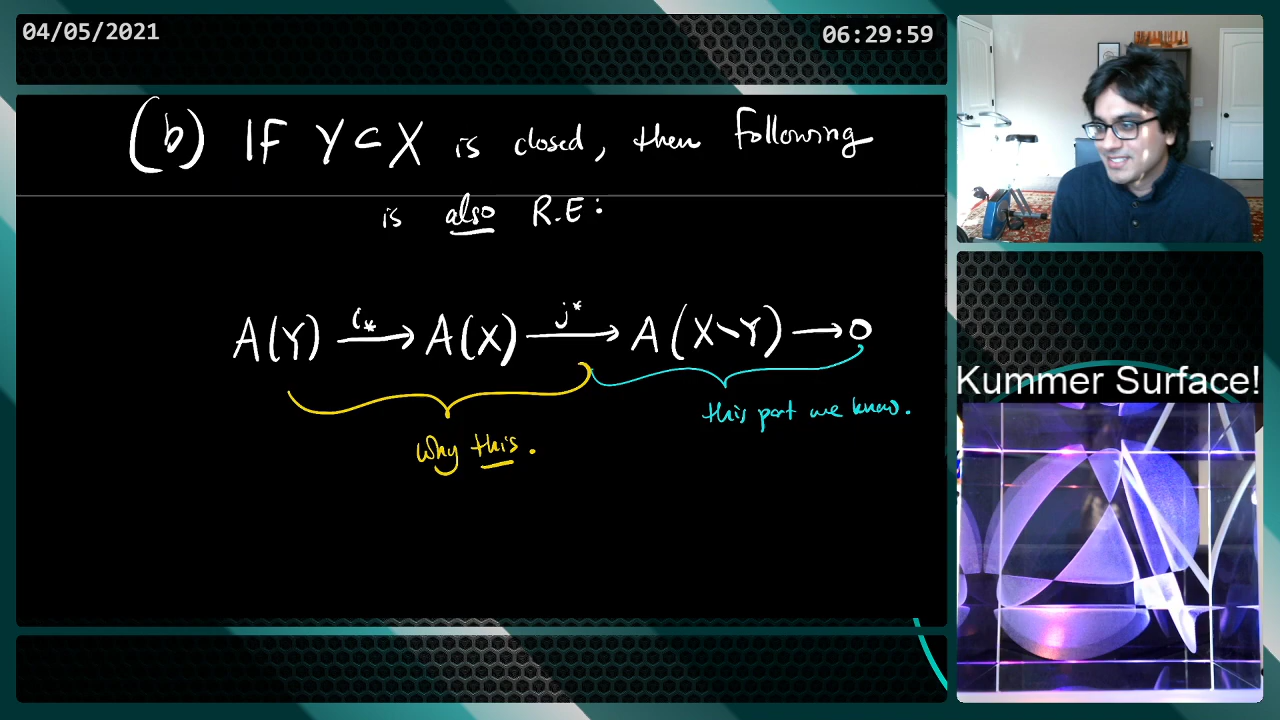 04/05/2021
06:29:59
(b) IF Y ⊂ X is closed, then following
is also R.E:
A(Y) i* → A(X) j* → A(X∖Y) → 0
this part we know.
Why this.
Kummer Surface!